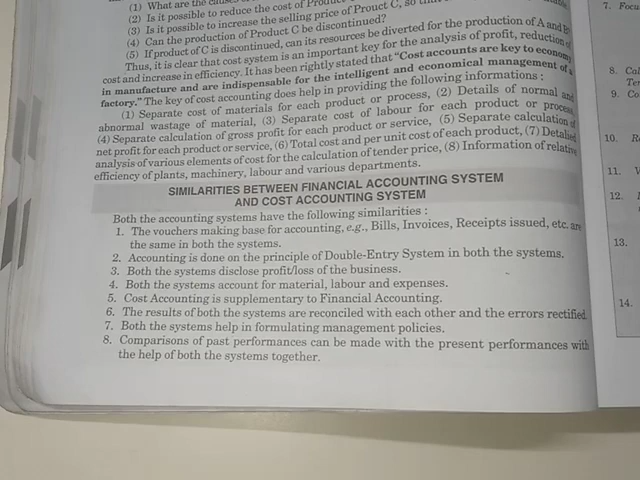 (1) What are the causes
(2) Is it possible to reduce the cost of
(3) Is it possible to increase the selling price of Product C, so
(4) Can the production of Product C be discontinued?
(5) If product of C is discontinued, can its resources be diverted for the production of A and B
Thus, it is clear that cost system is an important key for the analysis of profit, reduction of
cost and increase in efficiency. It has been rightly stated that "Cost accounts are key to economy
in manufacture and are indispensable for the intelligent and economical management of a
factory." The key of cost accounting does help in providing the following informations :
(1) Separate cost of materials for each product or process, (2) Details of normal and
abnormal wastage of material, (3) Separate cost of labour for each product or process
(4) Separate calculation of gross profit for each product or service, (5) Separate calculation of
net profit for each product or service, (6) Total cost and per unit cost of each product, (7) Detailed
analysis of various elements of cost for the calculation of tender price, (8) Information of relative
efficiency of plants, machinery, labour and various departments.
SIMILARITIES BETWEEN FINANCIAL ACCOUNTING SYSTEM
AND COST ACCOUNTING SYSTEM
Both the accounting systems have the following similarities :
1. The vouchers making base for accounting, e.g., Bills, Invoices, Receipts issued, etc. are
the same in both the systems.
2. Accounting is done on the principle of Double-Entry System in both the systems.
3. Both the systems disclose profit/loss of the business.
4. Both the systems account for material, labour and expenses.
5. Cost Accounting is supplementary to Financial Accounting.
6. The results of both the systems are reconciled with each other and the errors rectified.
7. Both the systems help in formulating management policies.
8. Comparisons of past performances can be made with the present performances with
the help of both the systems together.
7. Focu
8. Cal
Ter
9. Co
10. R
11.
12.
13.
14.